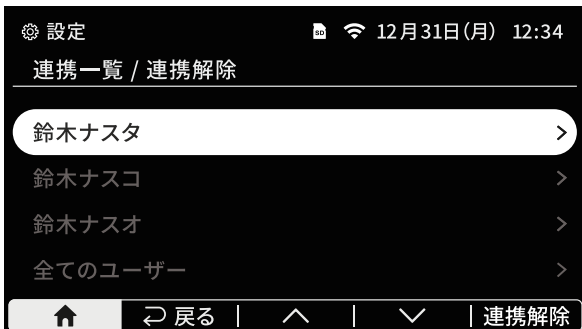 設定 12月31日(月) 12:34
連携一覧 / 連携解除
鈴木ナスタ
鈴木ナスコ
鈴木ナスオ
全てのユーザー
戻る 連携解除